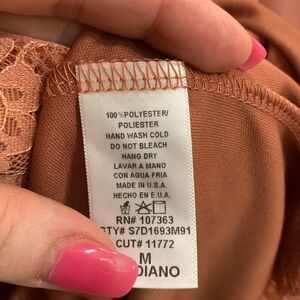 100% POLYESTER/
POLIESTER
HAND WASH COLD
DO NOT BLEACH
HANG DRY
LAVAR A MANO
CON AGUA FRIA
MADE IN U.S.A.
HECHO EN E.U.A.
RN# 107363
STY# S7D1693M91
CUT# 11772
M
DIANO